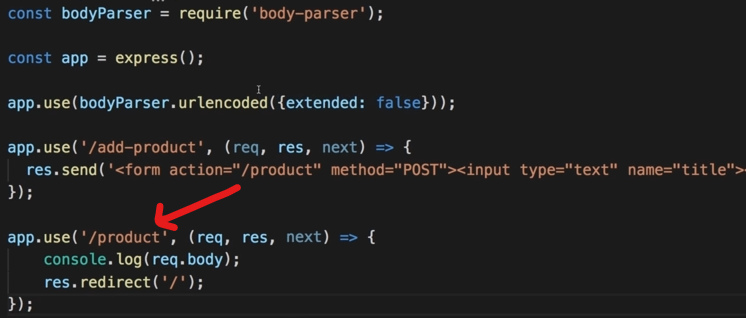 const bodyParser = require('body-parser');
const app = express();
app.use(bodyParser.urlencoded({extended: false}));
app.use('/add-product', (req, res, next) => {
res.send('<form action="/product" method="POST"><input type="text" name="title"><
});
app.use('/product', (req, res, next) => {
console.log(req.body);
res.redirect('/');
});